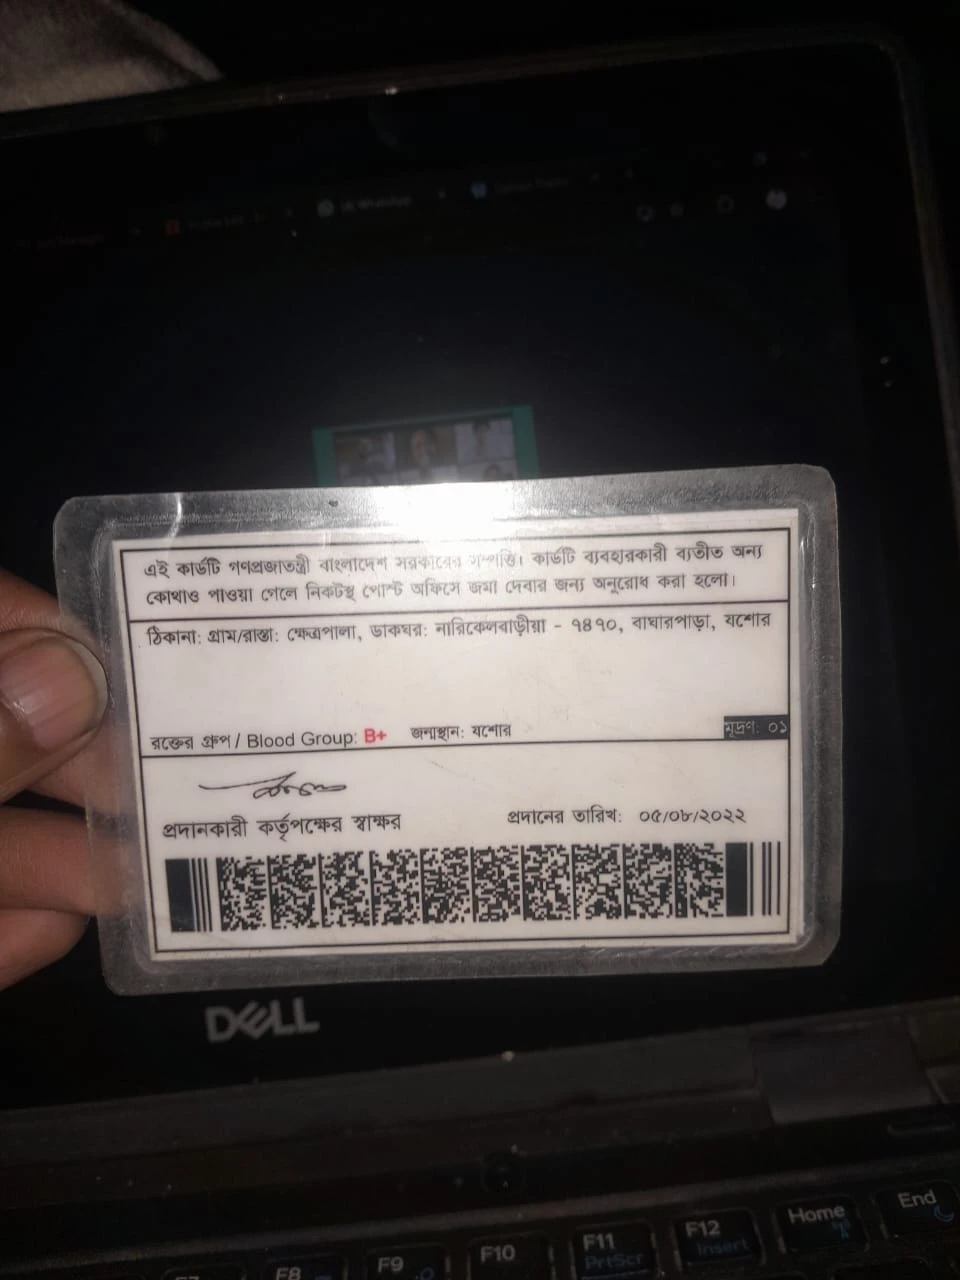 WhatsApp
এই কার্ডটি গণপ্রজাতন্ত্রী বাংলাদেশ সরকারের সম্পত্তি। কার্ডটি ব্যবহারকারী ব্যতীত অন্য
কোথাও পাওয়া গেলে নিকটস্থ পোস্ট অফিসে জমা দেবার জন্য অনুরোধ করা হলো।
ঠিকানা: গ্রাম/রাস্তা: ক্ষেত্রপালা, ডাকঘর: নারিকেলবাড়ীয়া - ৭৪৭০, বাঘারপাড়া, যশোর
রক্তের গ্রুপ / Blood Group: B+ জন্মস্থান: যশোর মুদ্রণ: ০১
প্রদানকারী কর্তৃপক্ষের স্বাক্ষর প্রদানের তারিখ: ০৫/০৮/২০২২
DELL
F8 F9 F10 F11 F12 Home End
PrtScr Insert